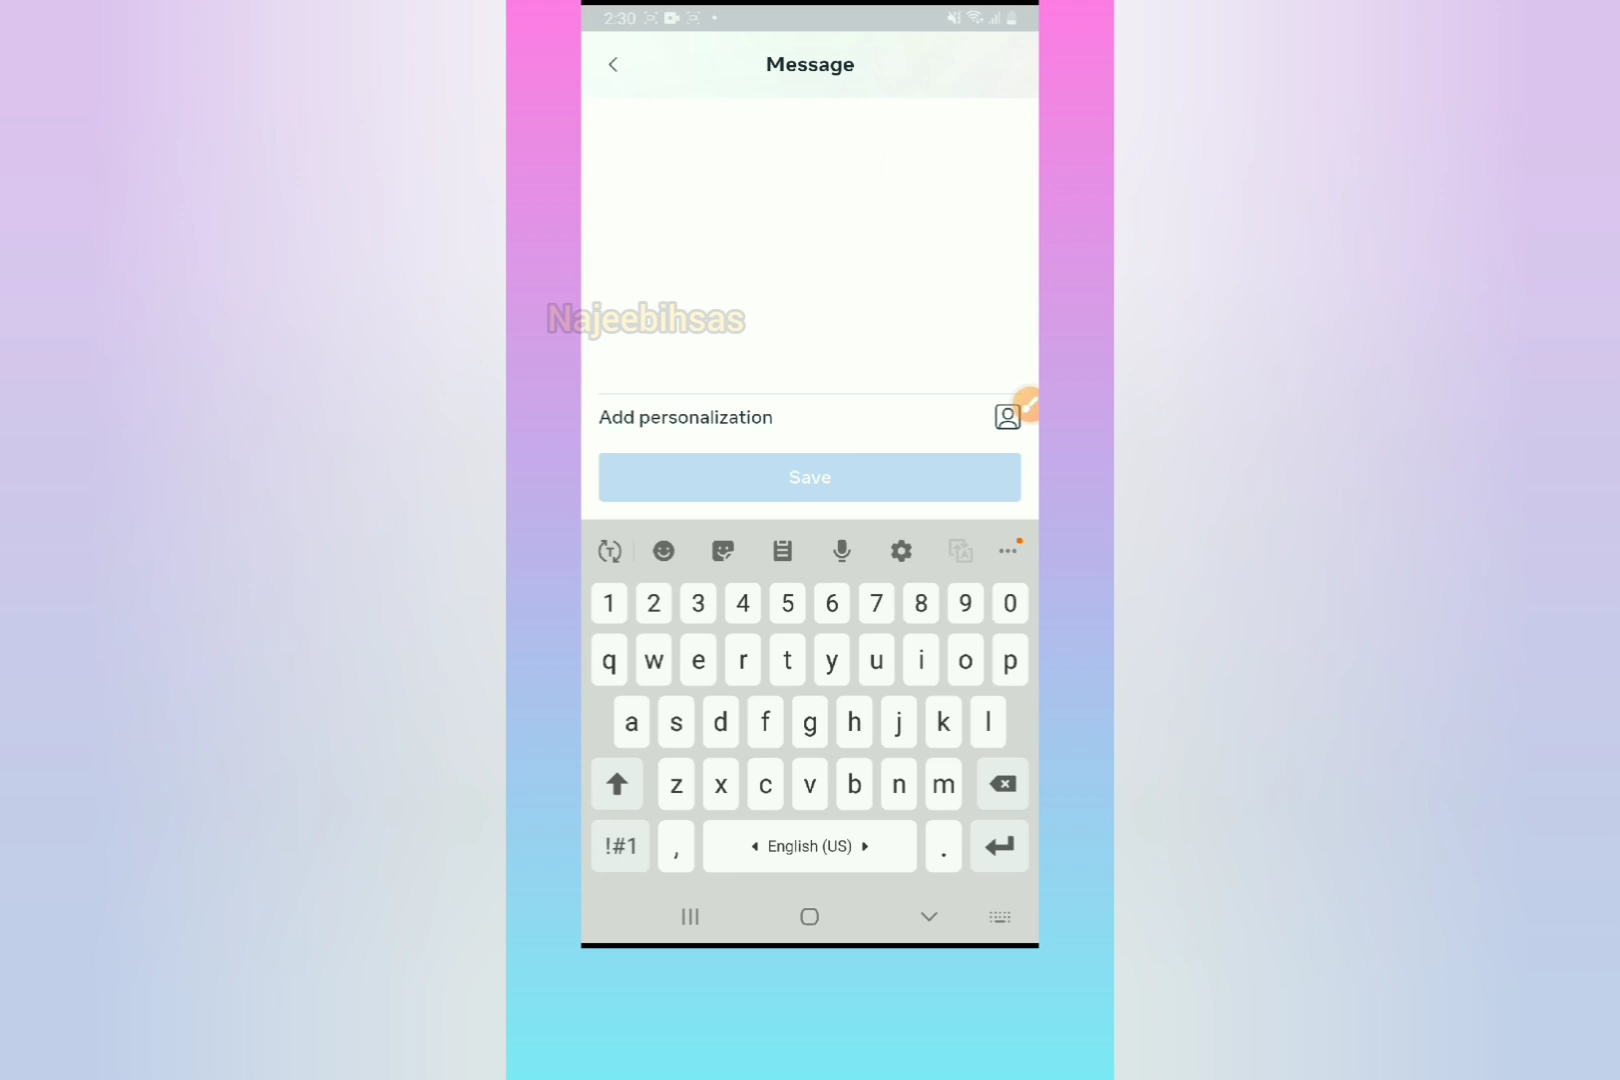 2:30
Message
Najeebihsas
Add personalization
Save
1 2 3 4 5 6 7 8 9 0
q w e r t y u i o p
a s d f g h j k l
z x c v b n m
!#1 , English (US) .